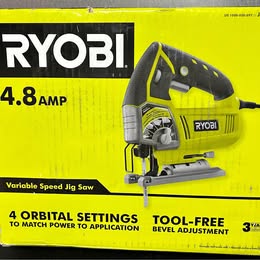 RYOBI
4.8 AMP
RYOBI
Variable Speed Jig Saw
4 ORBITAL SETTINGS
TO MATCH POWER TO APPLICATION
TOOL-FREE
BEVEL ADJUSTMENT
3